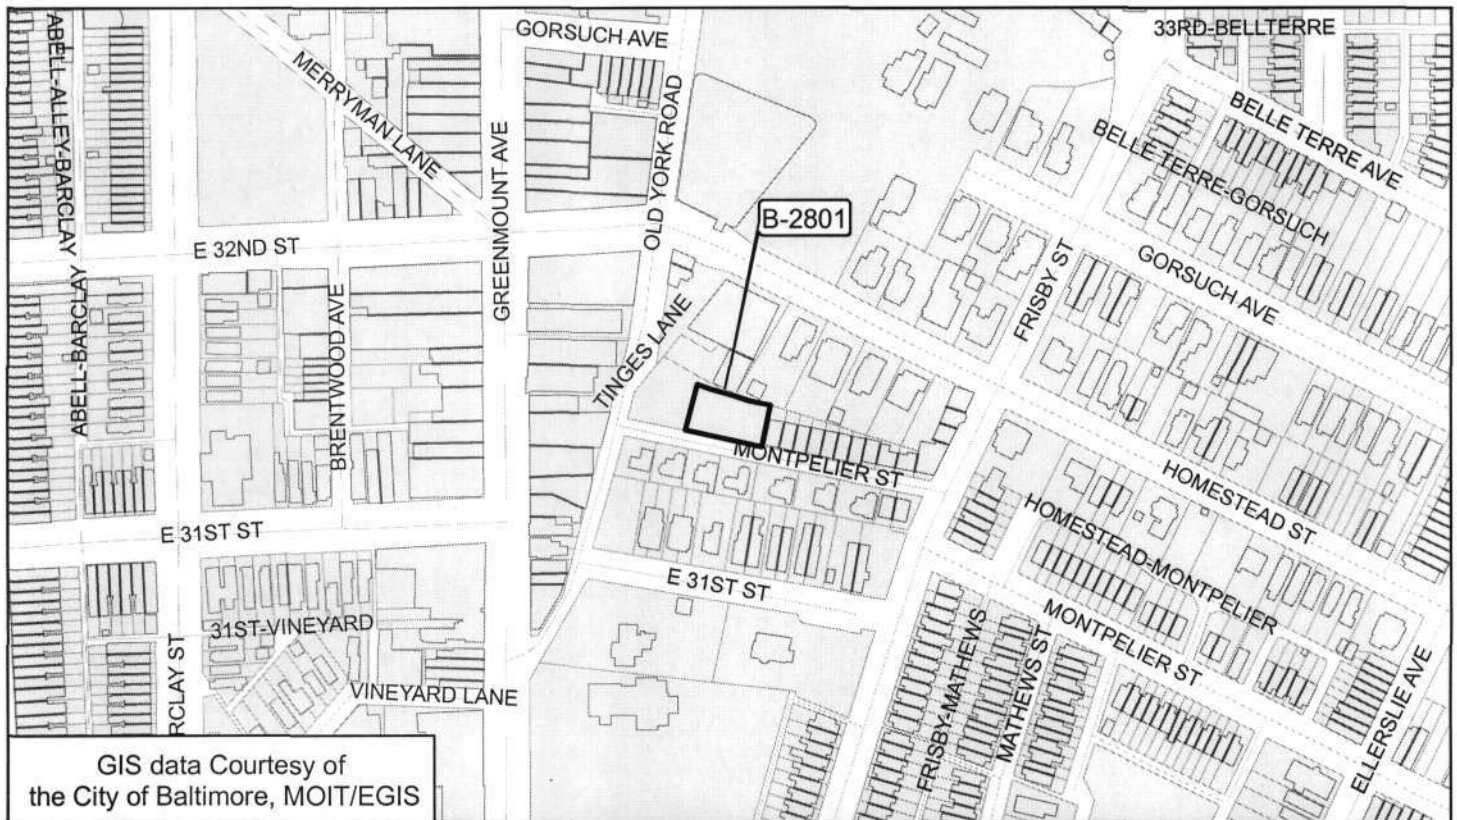 GORSUCH AVE
33RD-BELLTERRE
ABELL-ALLEY-BARCLAY
MERRYMAN LANE
OLD YORK ROAD
BELLE TERRE AVE
BELLE TERRE-GORSUCH
GREENMOUNT AVE
B-2801
E 32ND ST
FRISBY ST
GORSUCH AVE
ABELL-BARCLAY
BRENTWOOD AVE
TINGES LANE
MONTPELIER ST
HOMESTEAD ST
E 31ST ST
HOMESTEAD-MONTPELIER
E 31ST ST
31ST-VINEYARD
FRISBY-MATHEWS
MATHEWS ST
MONTPELIER ST
VINEYARD LANE
RCLAY ST
ELLERSLIE AVE
GIS data Courtesy of
the City of Baltimore, MOIT/EGIS